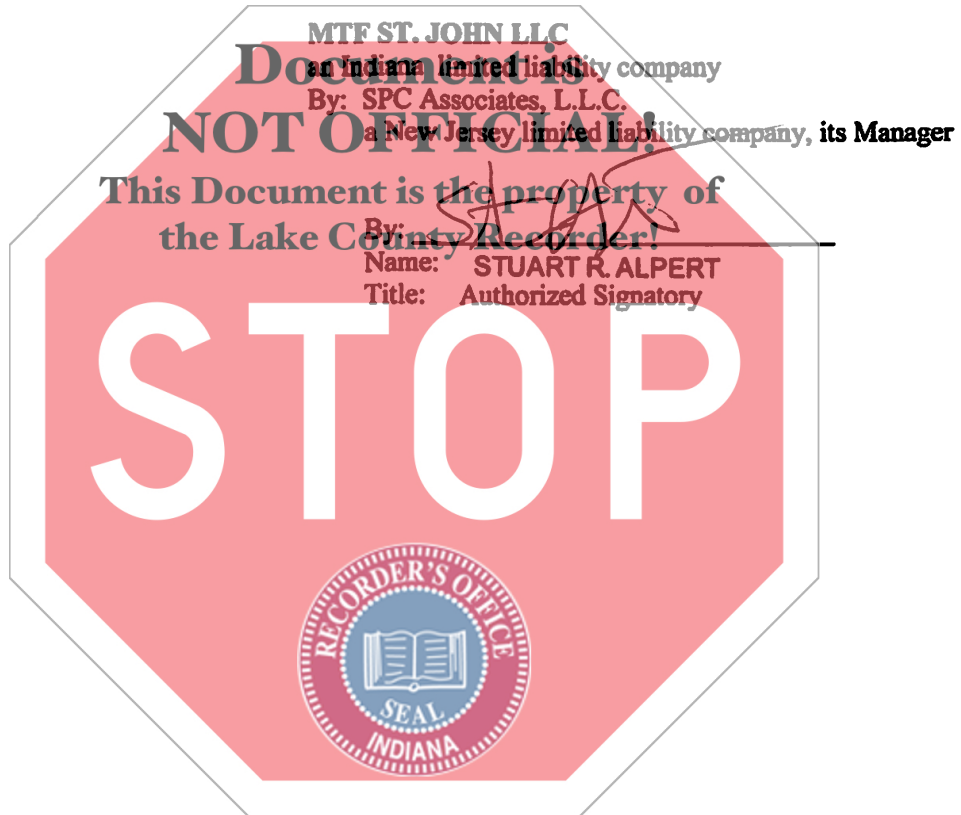 MTF ST. JOHN LLC
an Indiana limited liability company
By: SPC Associates, L.L.C.
a New Jersey limited liability company, its Manager
By:
Name: STUART R. ALPERT
Title: Authorized Signatory
Document is
NOT OFFICIAL!
This Document is the property of
the Lake County Recorder!
STOP
RECORDER'S OFFICE
SEAL
INDIANA